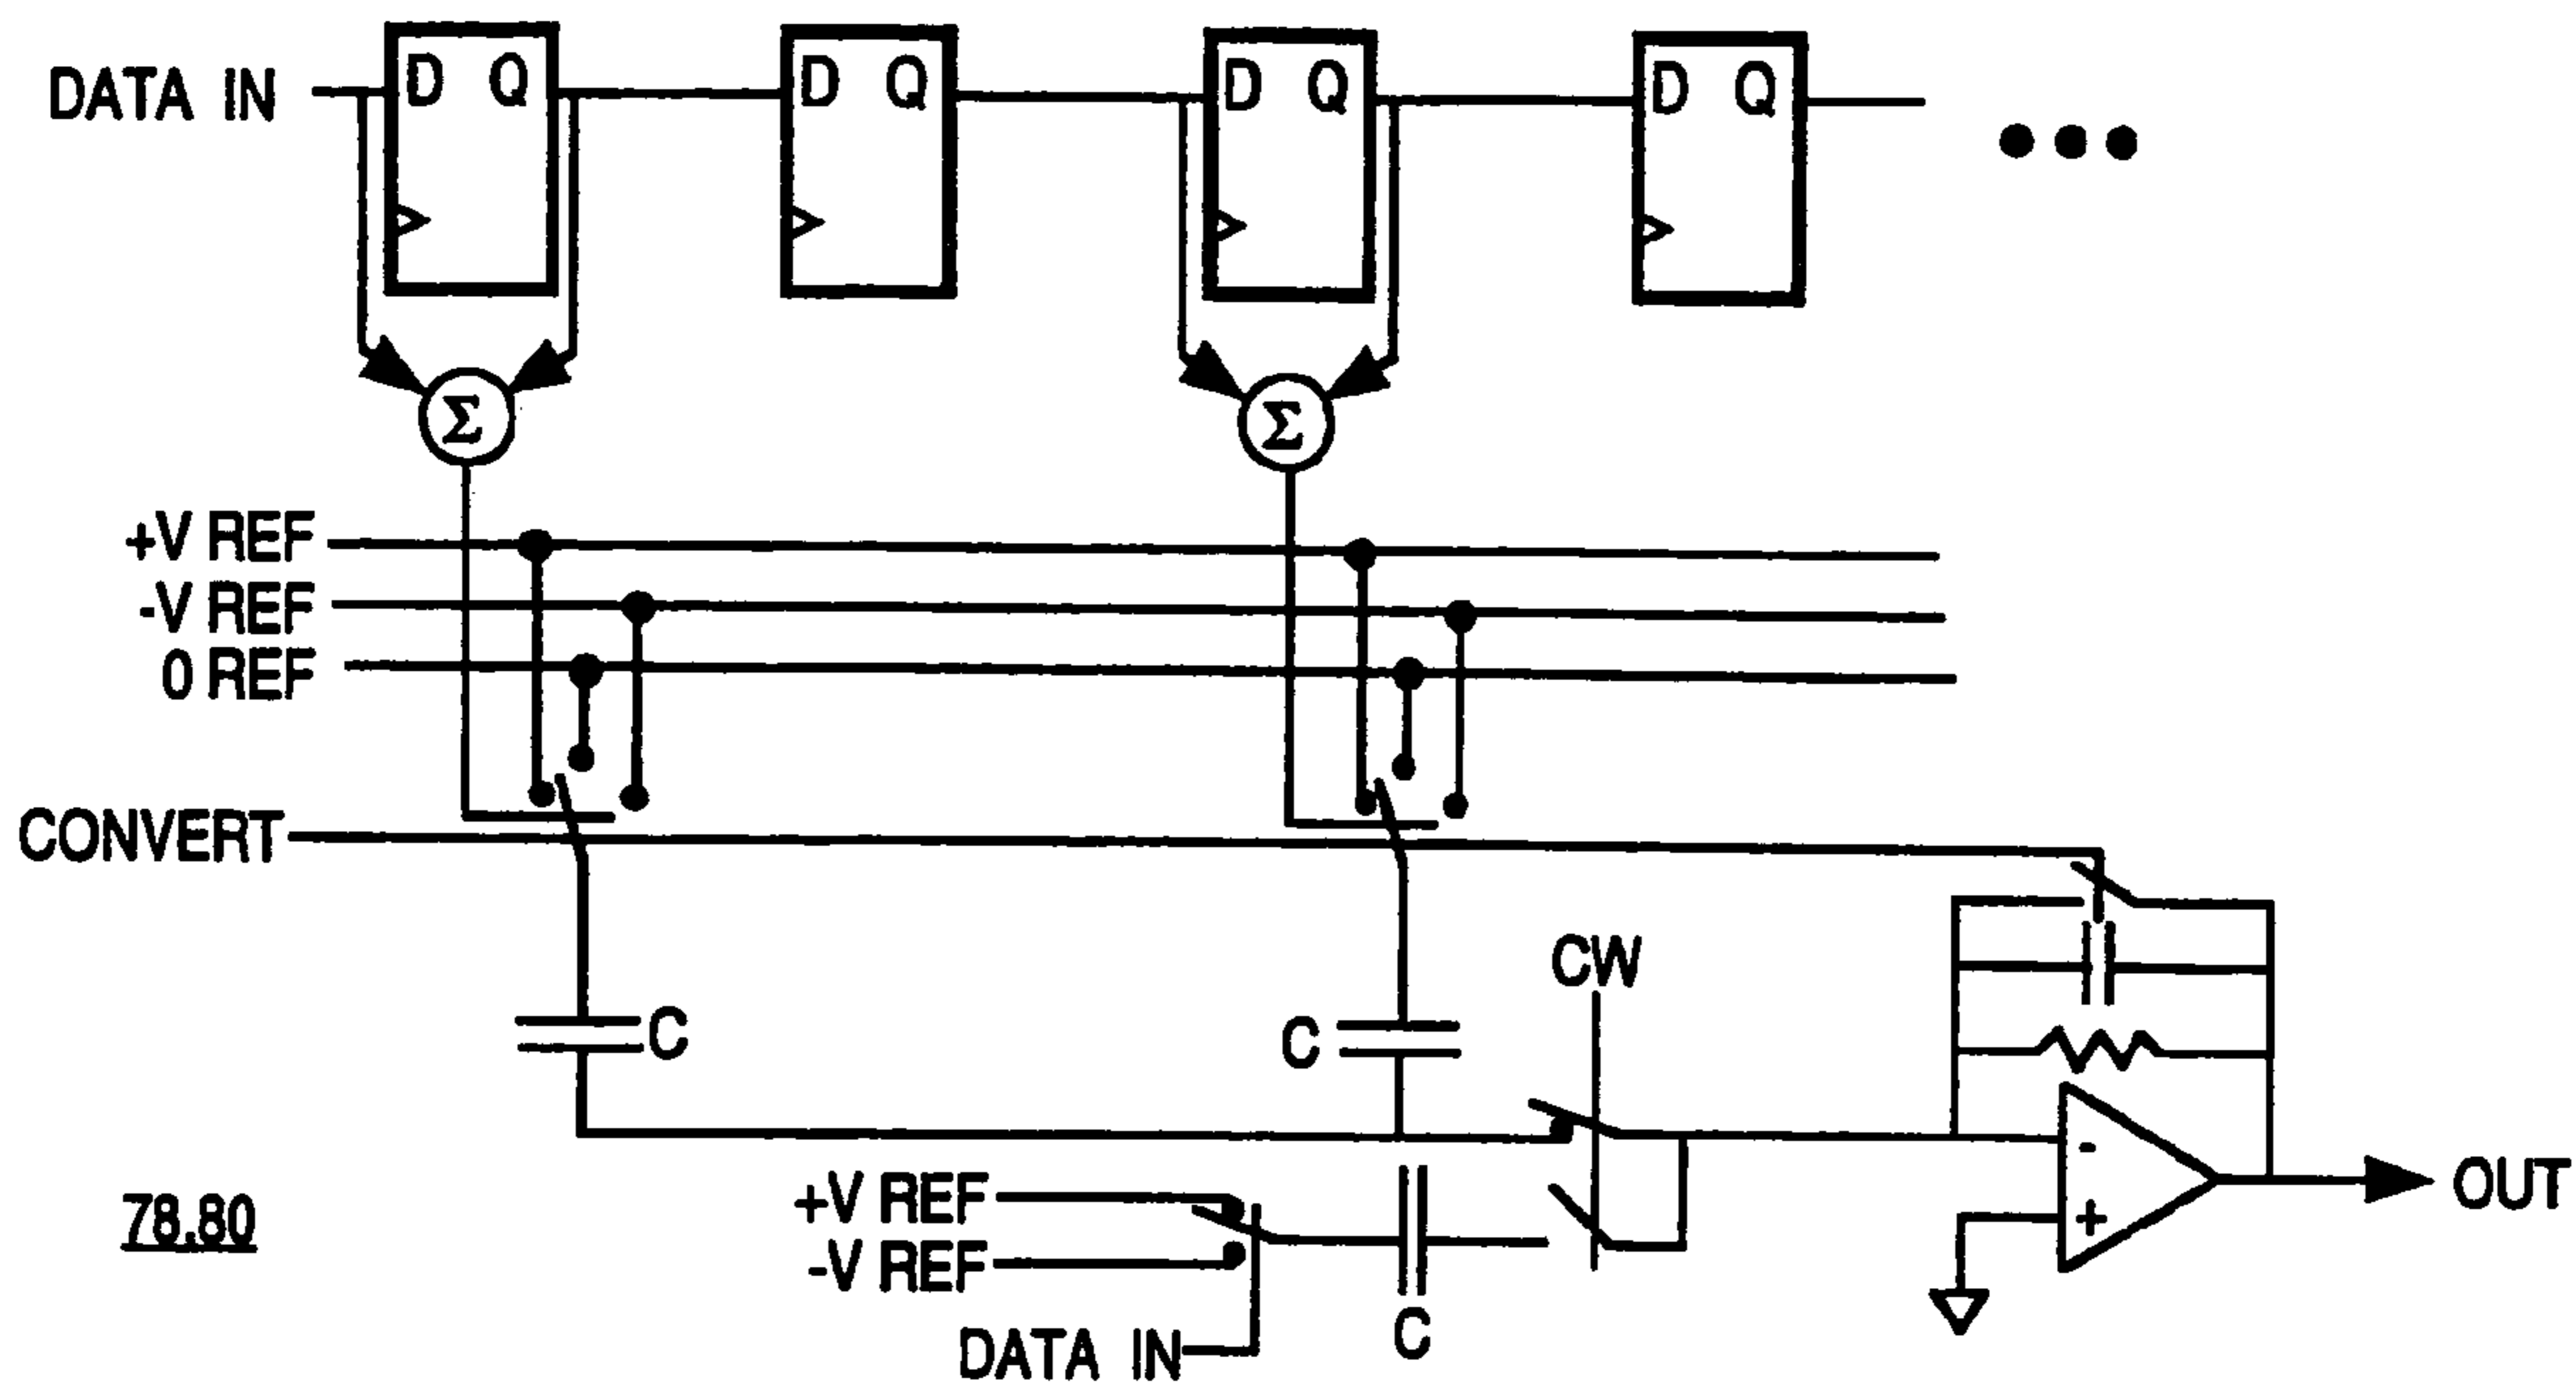 DATA IN
D Q
D Q
D Q
D Q
Σ
Σ
+V REF
-V REF
0 REF
CONVERT
C
C
CW
-
+
OUT
+V REF
-V REF
C
DATA IN
78.80